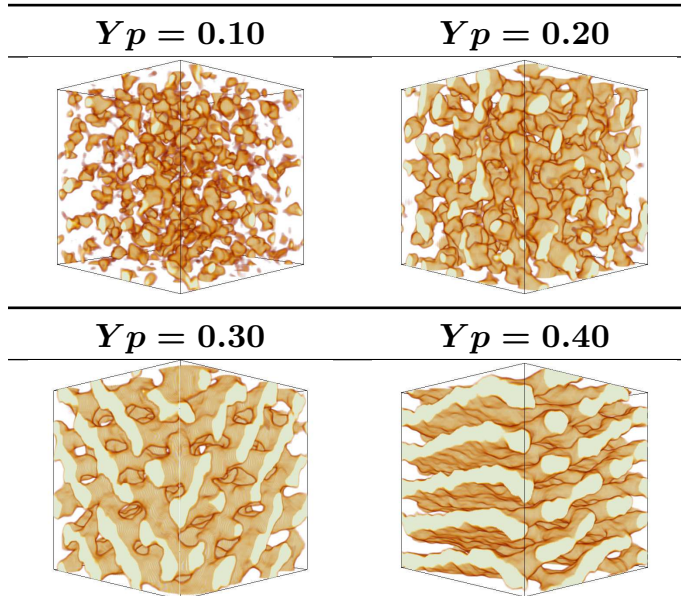 Yp = 0.10
Yp = 0.20
Yp = 0.30
Yp = 0.40